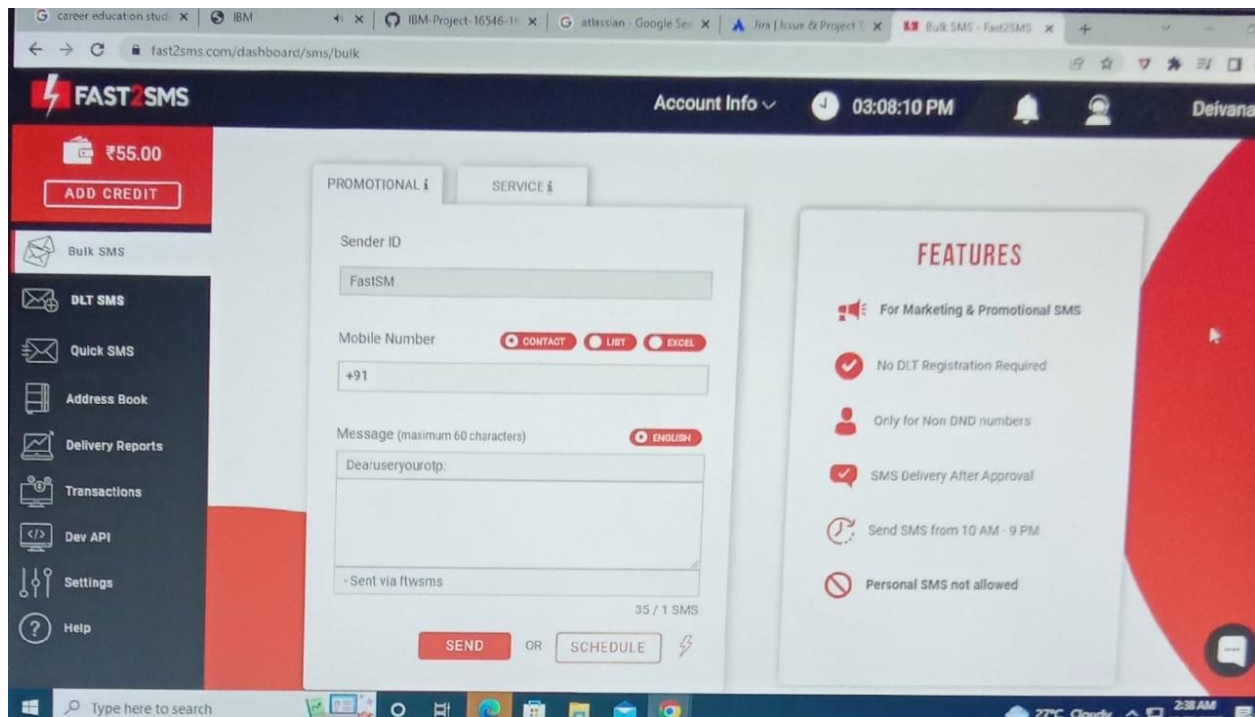 career education stud
IBM
IBM-Project-16546-16
atlassian - Google Se
Jira | Issue & Project T
Bulk SMS - Fast2SMS
fast2sms.com/dashboard/sms/bulk
FAST2SMS
Account Info
03:08:10 PM
Deivana
₹55.00
ADD CREDIT
Bulk SMS
DLT SMS
Quick SMS
Address Book
Delivery Reports
Transactions
Dev API
Settings
Help
PROMOTIONAL i
SERVICE i
Sender ID
FastSM
Mobile Number
CONTACT LIST EXCEL
+91
Message (maximum 60 characters)
ENGLISH
Dearuseryourotp:
- Sent via ftwsms
35 / 1 SMS
SEND OR SCHEDULE
FEATURES
For Marketing & Promotional SMS
No DLT Registration Required
Only for Non DND numbers
SMS Delivery After Approval
Send SMS from 10 AM - 9 PM
Personal SMS not allowed
Type here to search
27°C Cloudy
2:38 AM